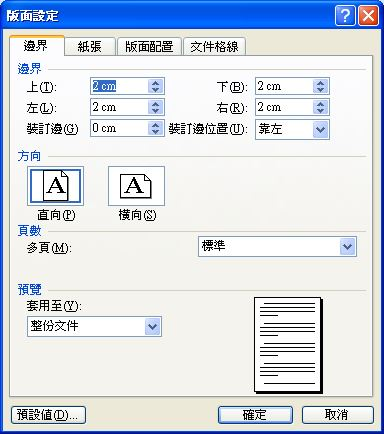 版面設定
邊界 紙張 版面配置 文件格線
邊界
上(T): 2 cm 下(B): 2 cm
左(L): 2 cm 右(R): 2 cm
裝訂邊(G) 0 cm 裝訂邊位置(U): 靠左
方向
A A
直向(P) 橫向(S)
頁數
多頁(M): 標準
預覽
套用至(Y):
整份文件
預設值(D)... 確定 取消